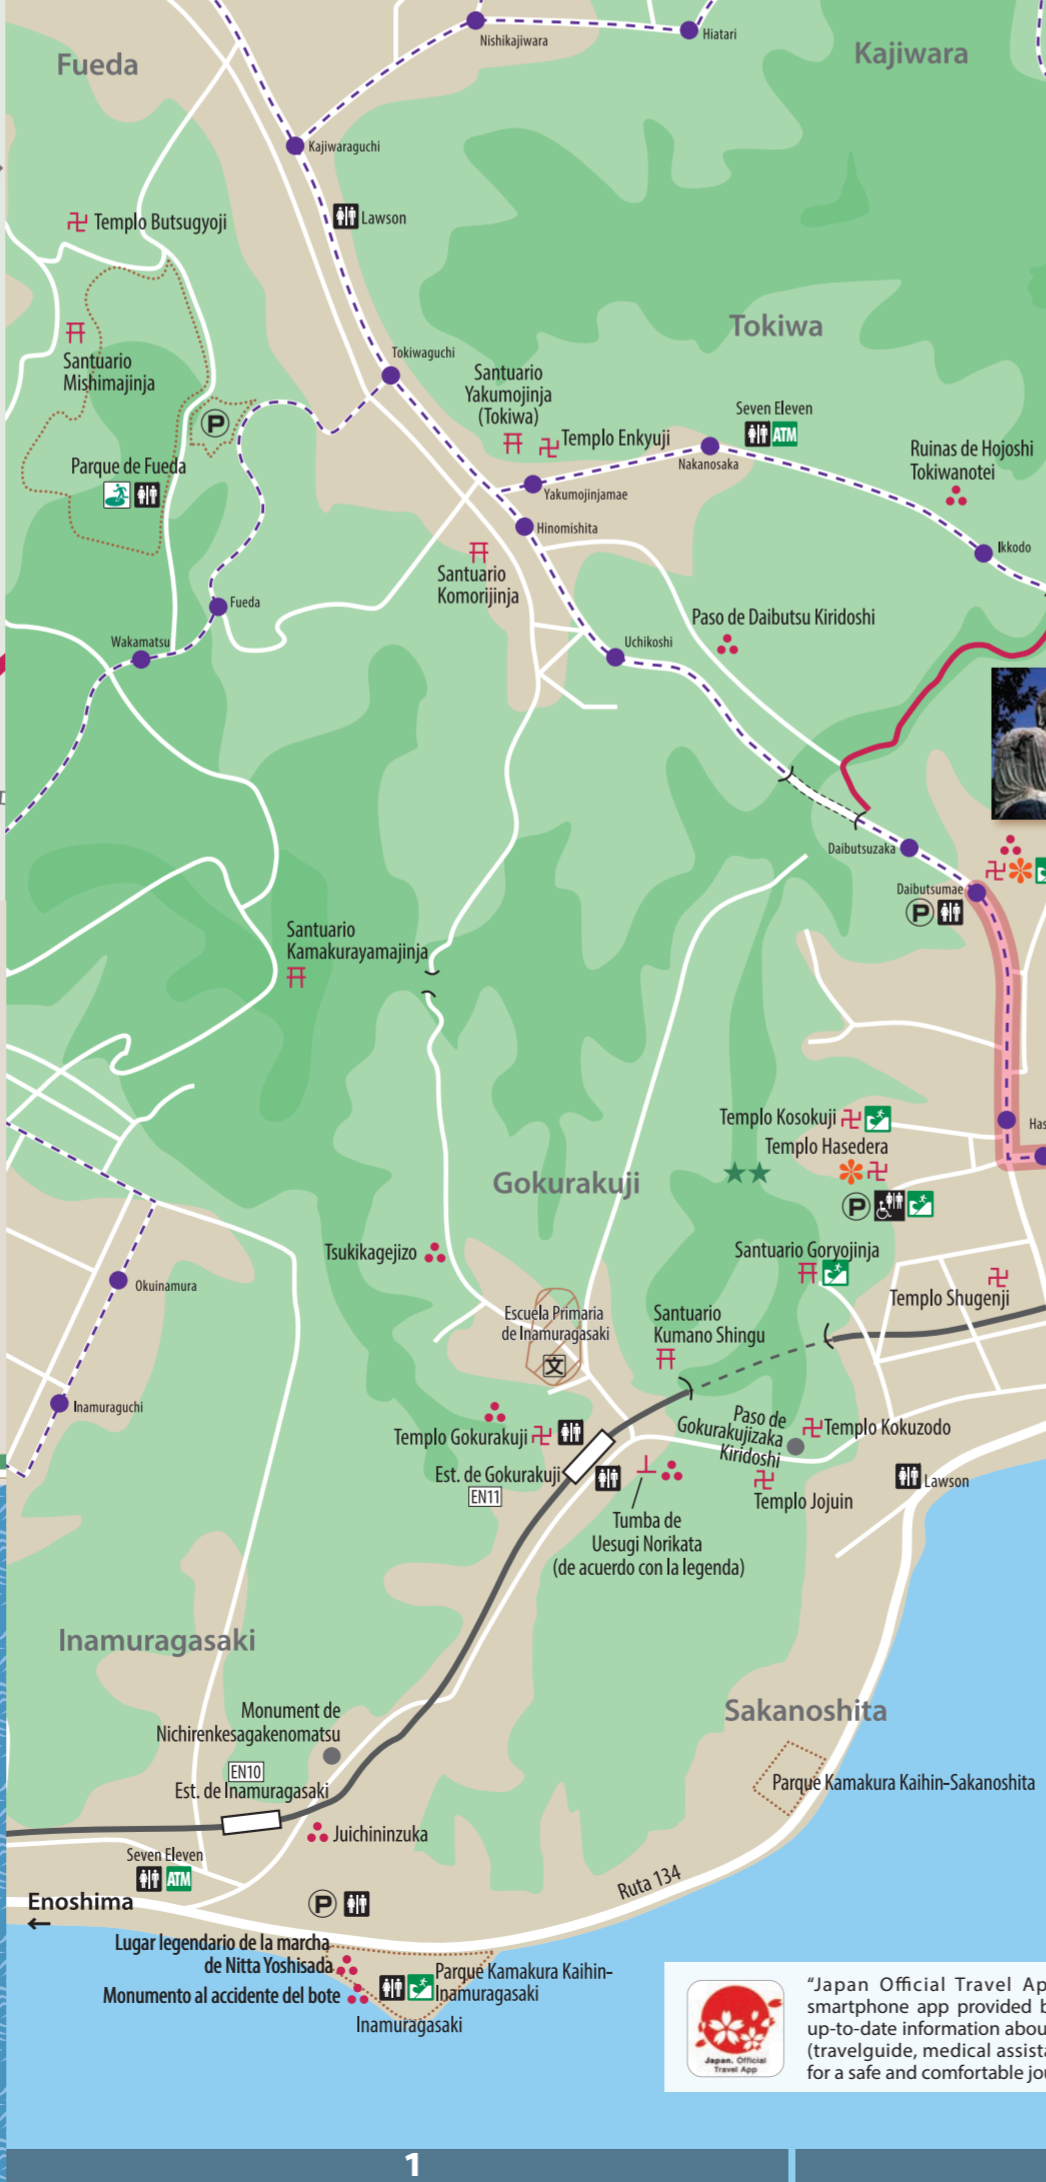 Nishikajiwara
Hiatari
Fueda
Kajiwara
Kajiwaraguchi
Templo Butsugyoji
Lawson
Tokiwa
Santuario
Mishimajinja
Tokiwaguchi
Santuario
Yakumojinja
(Tokiwa)
P
Seven Eleven
ATM
Templo Enkyuji
Ruinas de Hojoshi
Tokiwanotei
Parque de Fueda
Nakanosaka
Yakumojinjamae
Hinomishita
Ikkodo
Santuario
Komorijinja
Fueda
Paso de Daibutsu Kiridoshi
Wakamatsu
Uchikoshi
Daibutsuzaka
Daibutsumae
P
Santuario
Kamakurayamajinja
Templo Kosokuji
Has
Templo Hasedera
Gokurakuji
P
Tsukikagejizo
Santuario Goryojinja
Okuinamura
Templo Shugenji
Escuela Primaria
de Inamuragasaki
文
Santuario
Kumano Shingu
Inamuraguchi
Paso de
Gokurakujizaka
Kiridoshi
Templo Kokuzodo
Templo Gokurakuji
Est. de Gokurakuji
EN11
Lawson
Templo Jojuin
Tumba de
Uesugi Norikata
(de acuerdo con la legenda)
Inamuragasaki
Monument de
Nichirenkesagakenomatsu
Sakanoshita
EN10
Est. de Inamuragasaki
Parque Kamakura Kaihin-Sakanoshita
Juichininzuka
Seven Eleven
ATM
Ruta 134
Enoshima
←
P
Lugar legendario de la marcha
de Nitta Yoshisada
Monumento al accidente del bote
Parque Kamakura Kaihin-
Inamuragasaki
Inamuragasaki
Japan. Official
Travel App
“Japan Official Travel Ap
smartphone app provided b
up-to-date information abou
(travelguide, medical assista
for a safe and comfortable jou
1